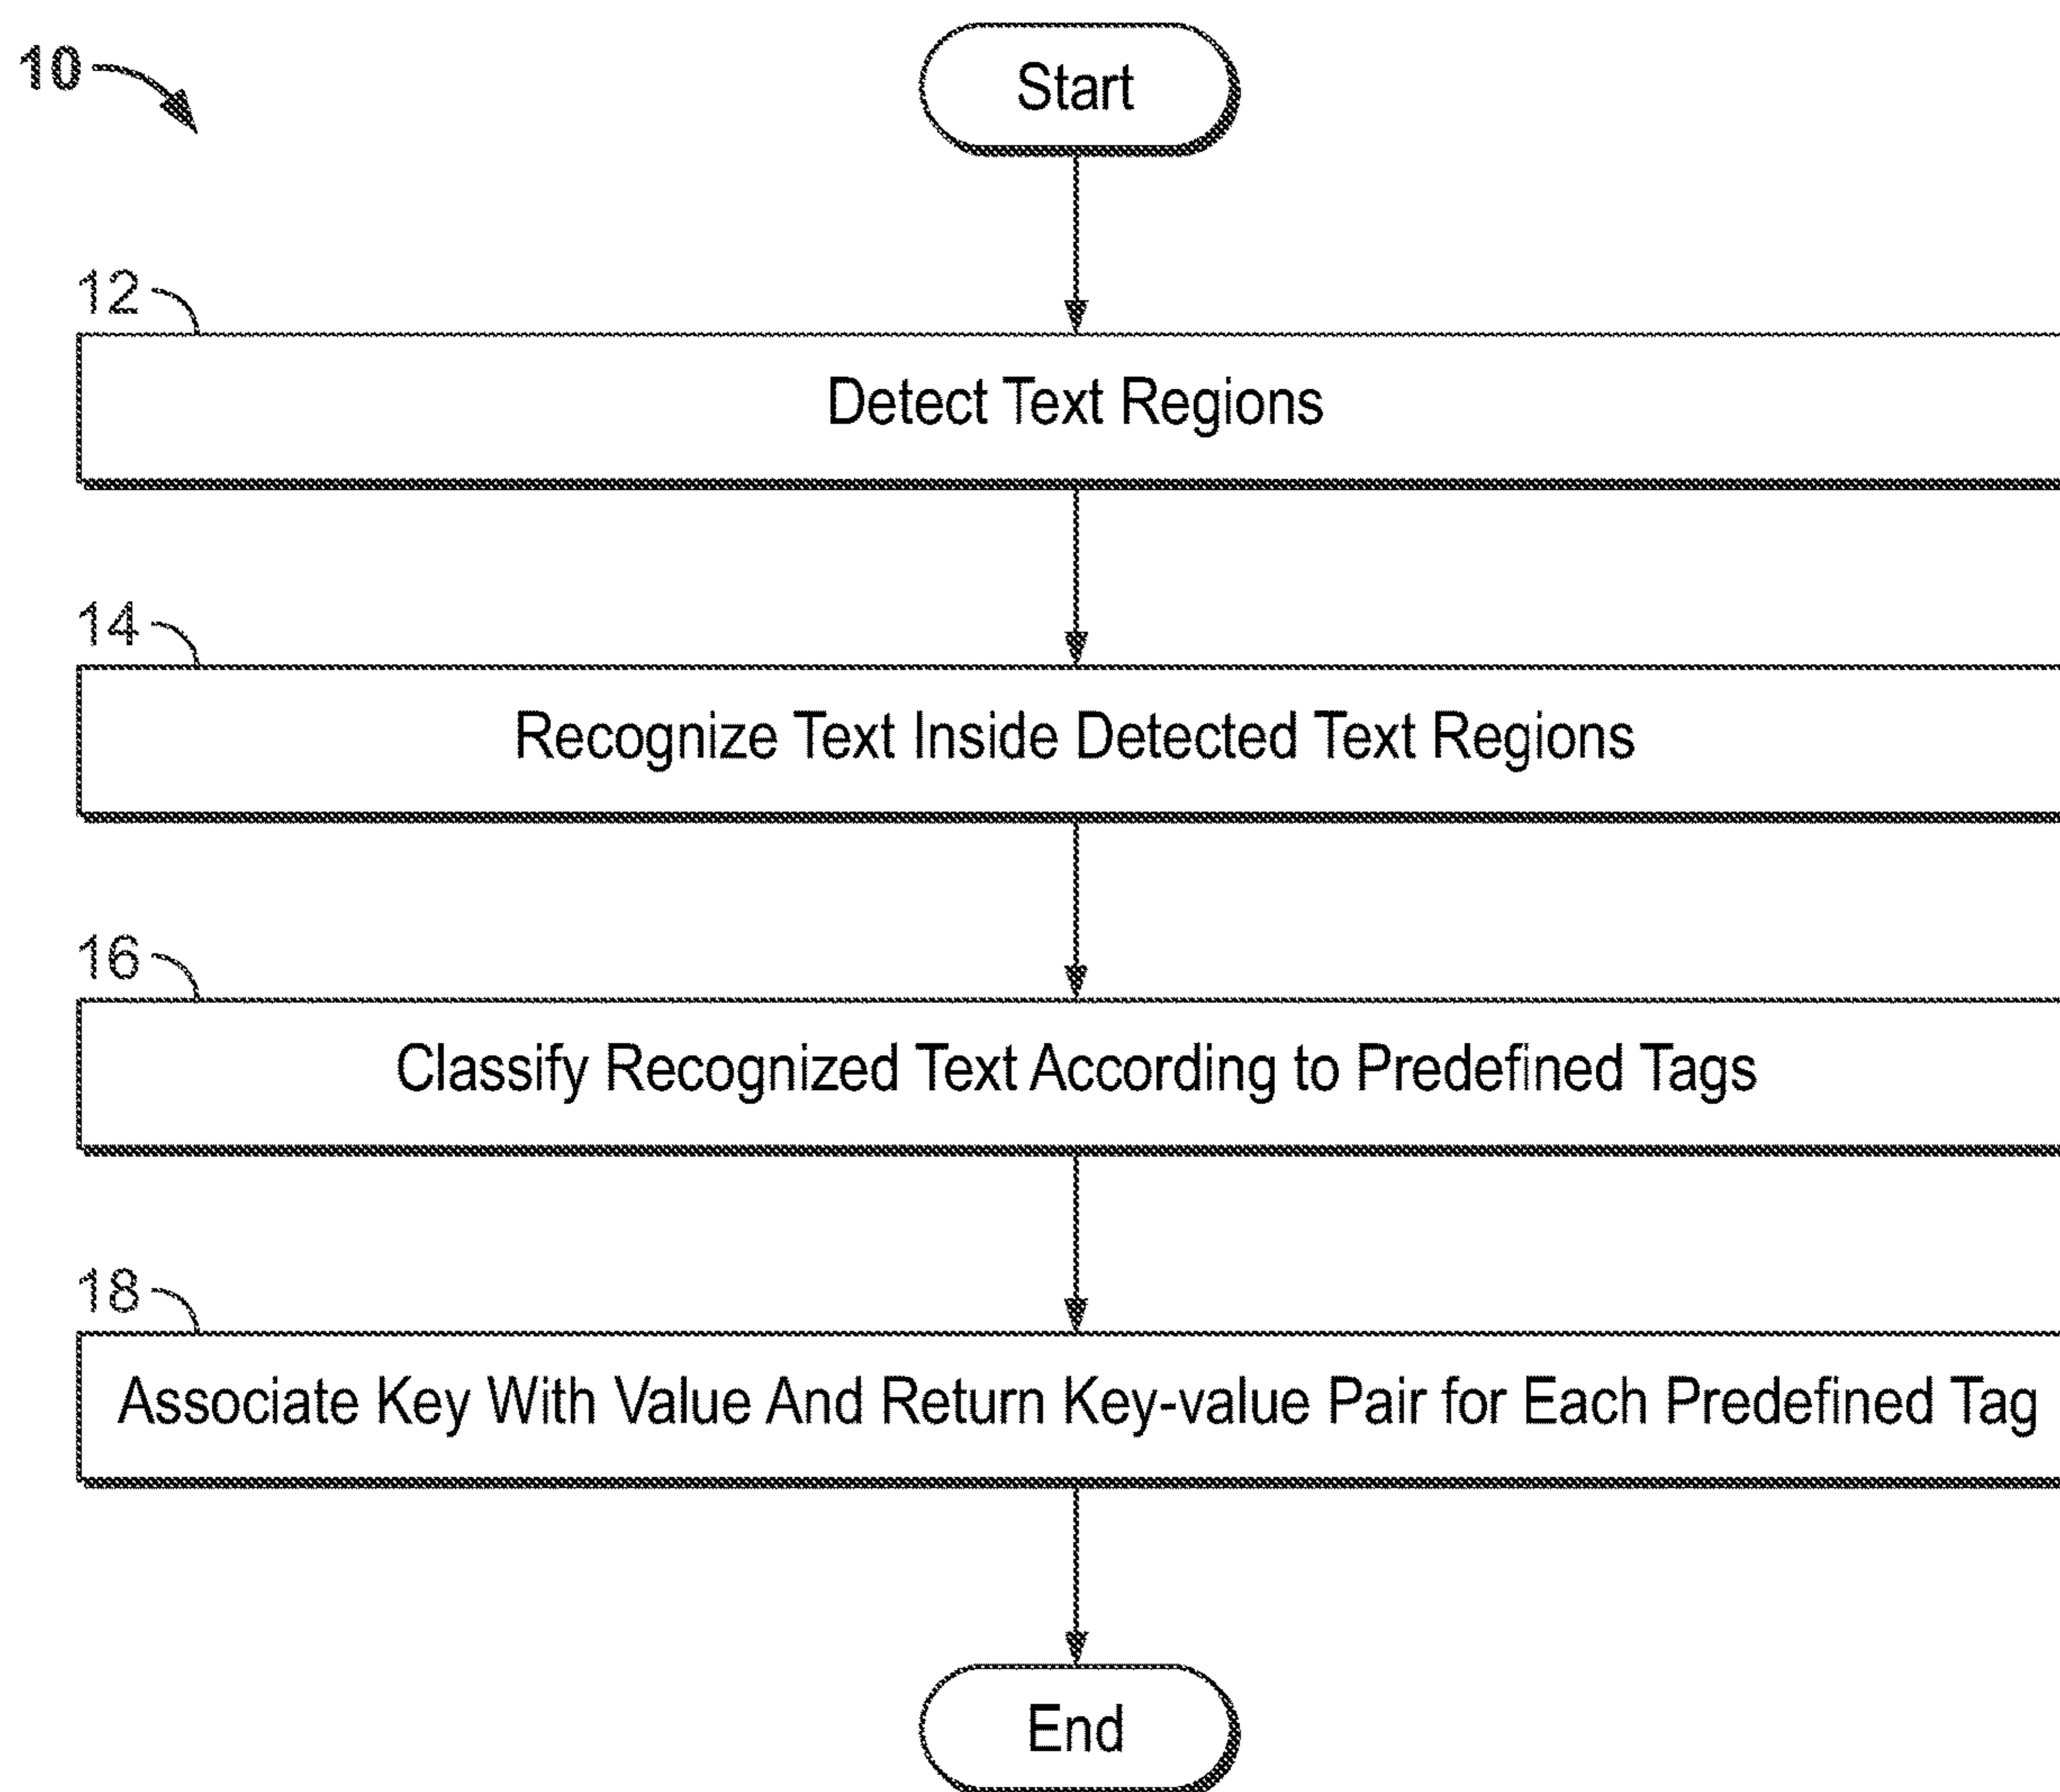 10
Start
12
Detect Text Regions
14
Recognize Text Inside Detected Text Regions
16
Classify Recognized Text According to Predefined Tags
18
Associate Key With Value And Return Key-value Pair for Each Predefined Tag
End